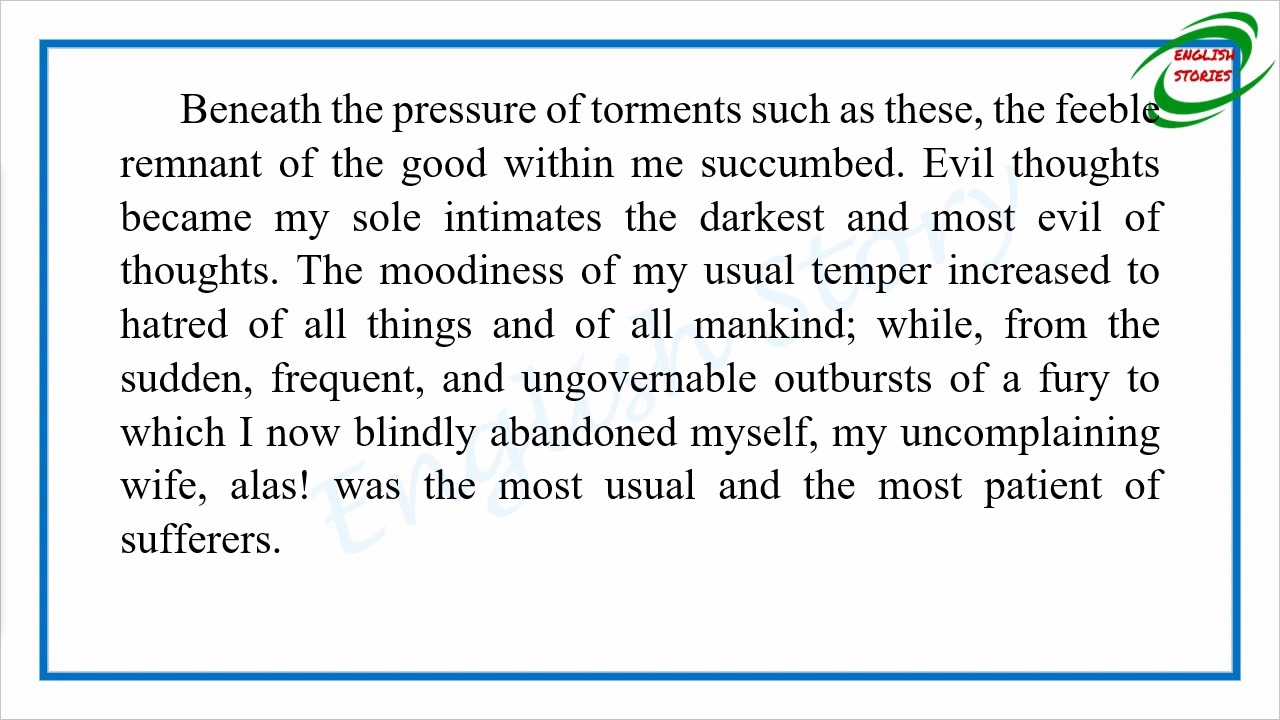 ENGLISH
STORIES
Beneath the pressure of torments such as these, the feeble
remnant of the good within me succumbed. Evil thoughts
became my sole intimates the darkest and most evil of
thoughts. The moodiness of my usual temper increased to
hatred of all things and of all mankind; while, from the
sudden, frequent, and ungovernable outbursts of a fury to
which I now blindly abandoned myself, my uncomplaining
wife, alas! was the most usual and the most patient of
sufferers.
English Story